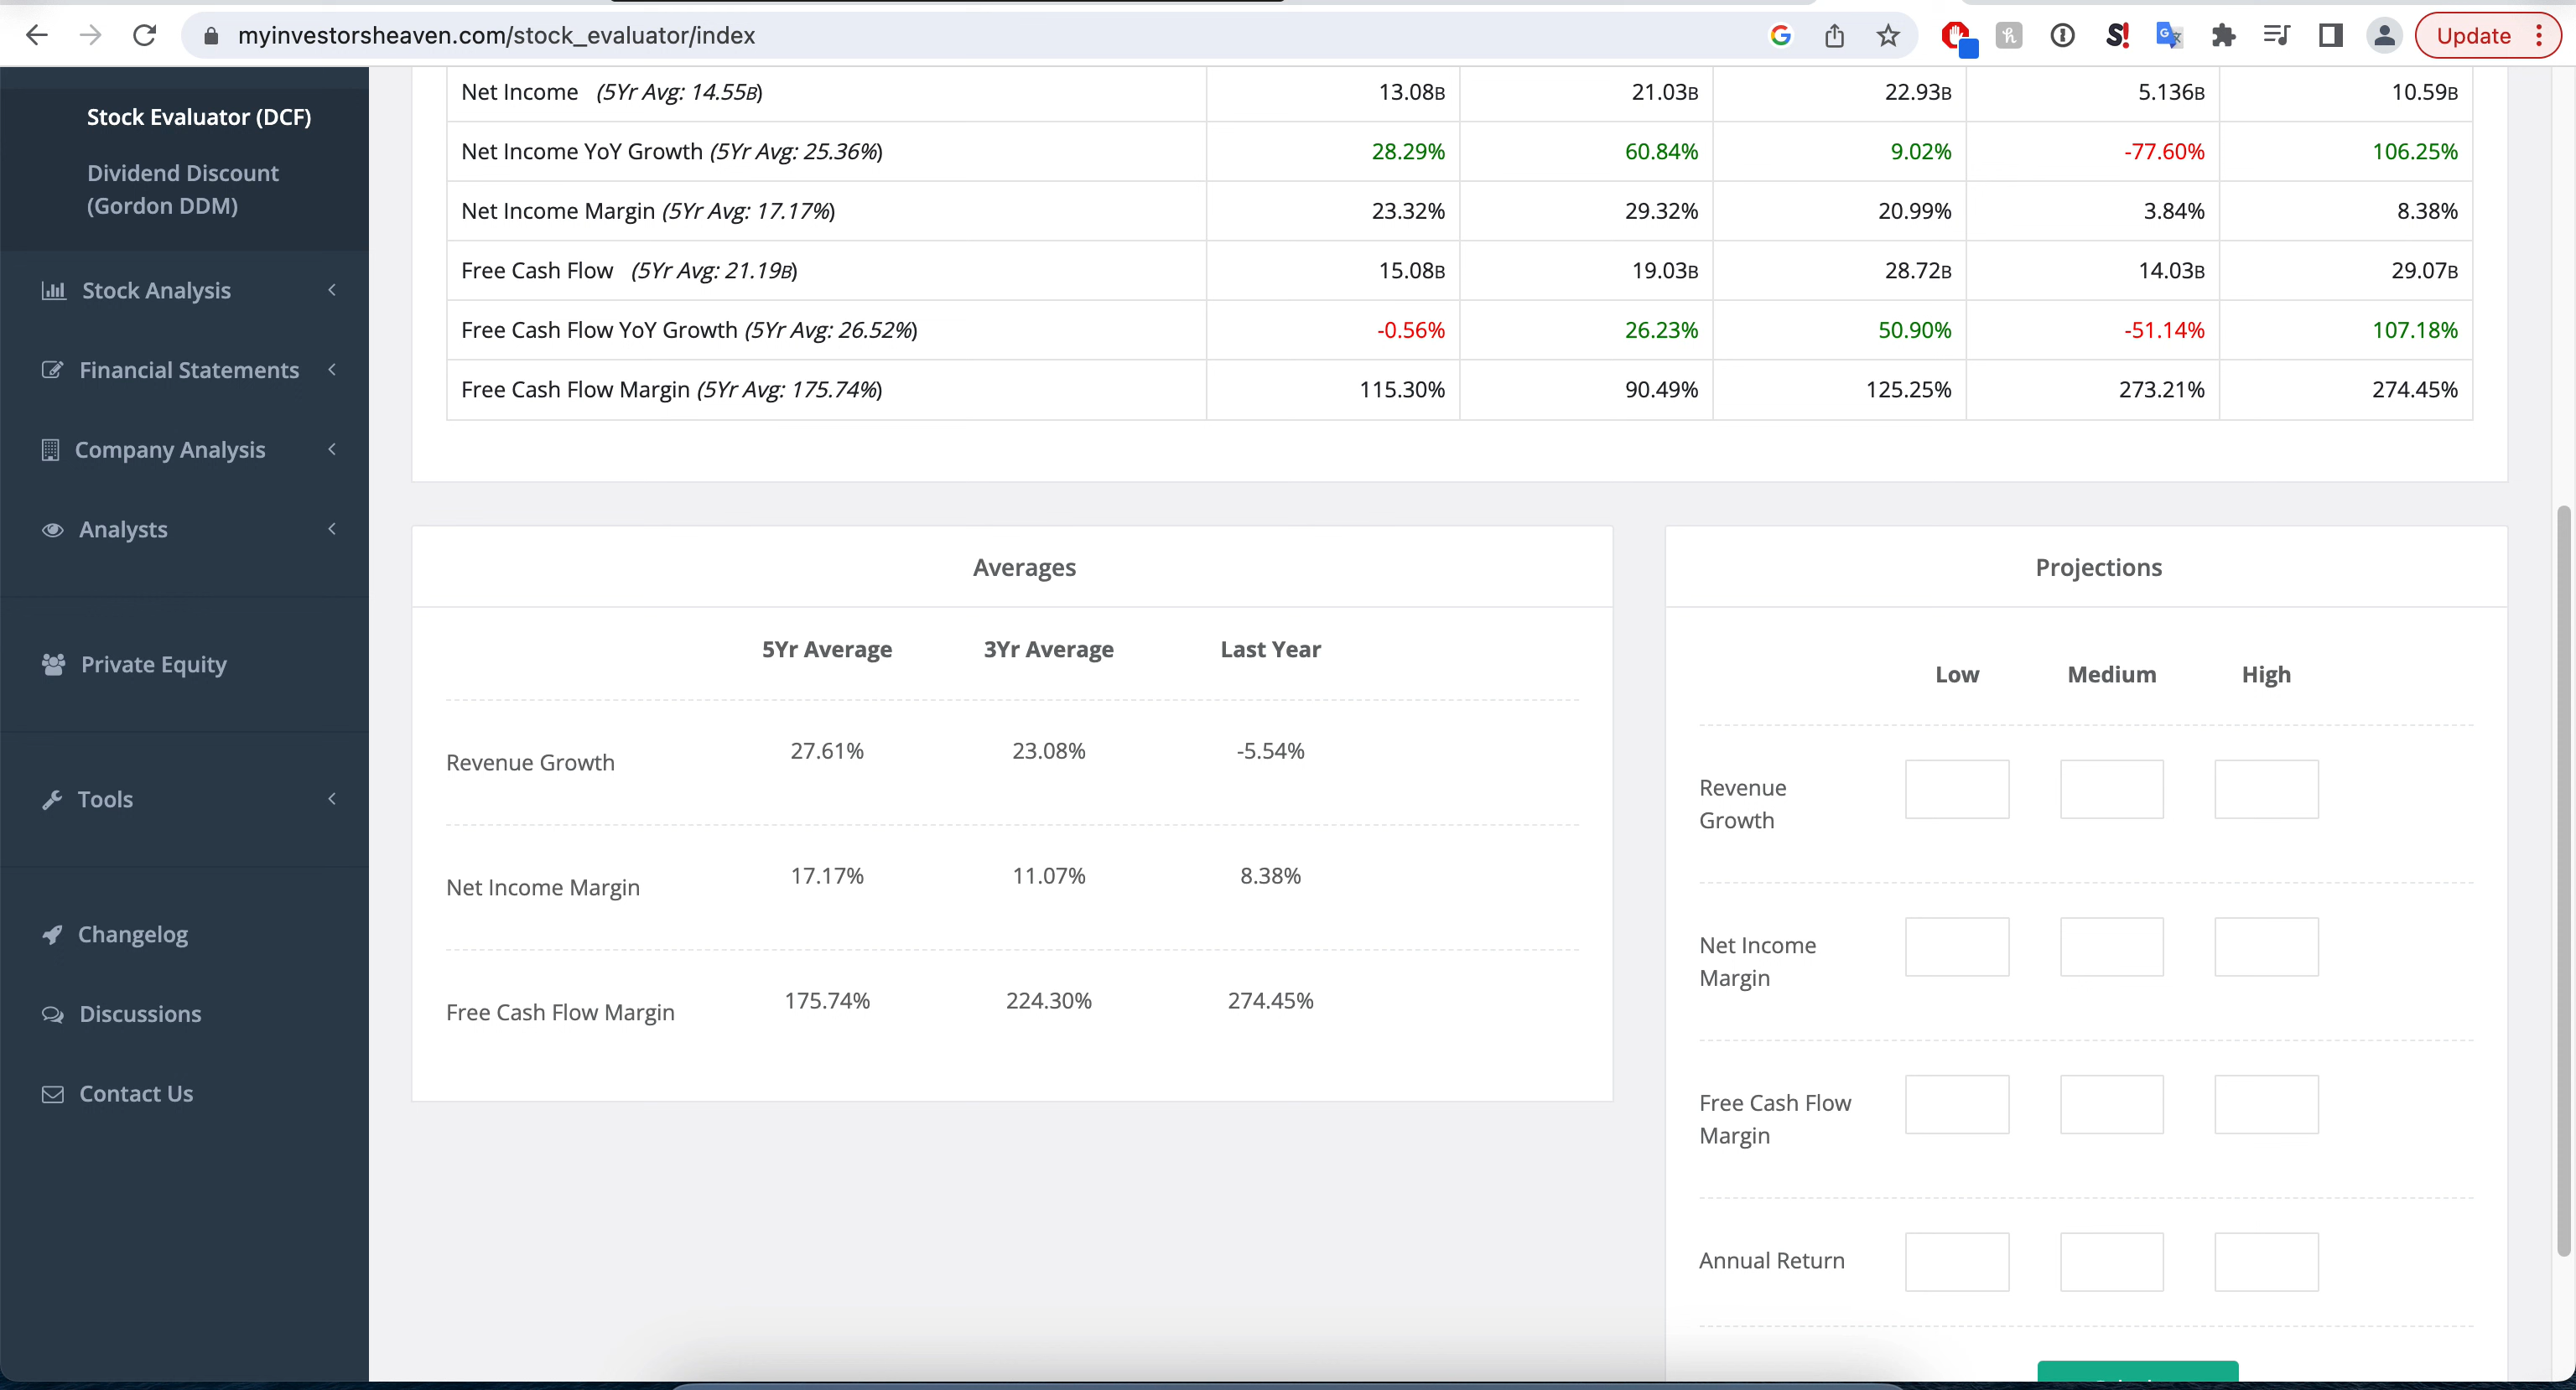 myinvestorsheaven.com/stock_evaluator/index
Update
Stock Evaluator (DCF)
Dividend Discount
(Gordon DDM)
Stock Analysis
Financial Statements
Company Analysis
Analysts
Private Equity
Tools
Changelog
Discussions
Contact Us
Net Income (5Yr Avg: 14.55B) 13.08B 21.03B 22.93B 5.136B 10.59B
Net Income YoY Growth (5Yr Avg: 25.36%) 28.29% 60.84% 9.02% -77.60% 106.25%
Net Income Margin (5Yr Avg: 17.17%) 23.32% 29.32% 20.99% 3.84% 8.38%
Free Cash Flow (5Yr Avg: 21.19B) 15.08B 19.03B 28.72B 14.03B 29.07B
Free Cash Flow YoY Growth (5Yr Avg: 26.52%) -0.56% 26.23% 50.90% -51.14% 107.18%
Free Cash Flow Margin (5Yr Avg: 175.74%) 115.30% 90.49% 125.25% 273.21% 274.45%
Averages
5Yr Average 3Yr Average Last Year
Revenue Growth 27.61% 23.08% -5.54%
Net Income Margin 17.17% 11.07% 8.38%
Free Cash Flow Margin 175.74% 224.30% 274.45%
Projections
Low Medium High
Revenue
Growth
Net Income
Margin
Free Cash Flow
Margin
Annual Return